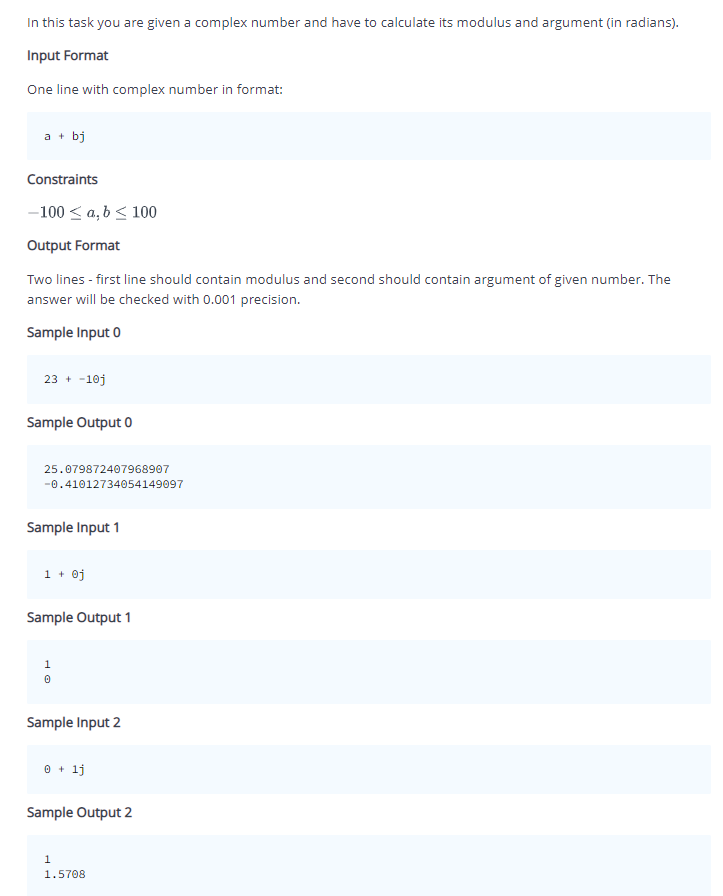 In this task you are given a complex number and have to calculate its modulus and argument (in radians).
Input Format
One line with complex number in format:
a + bj
Constraints
−100 ≤ a, b ≤ 100
Output Format
Two lines - first line should contain modulus and second should contain argument of given number. The
answer will be checked with 0.001 precision.
Sample Input 0
23 + -10j
Sample Output 0
25.079872407968907
-0.41012734054149097
Sample Input 1
1 + 0j
Sample Output 1
1
0
Sample Input 2
0 + 1j
Sample Output 2
1
1.5708